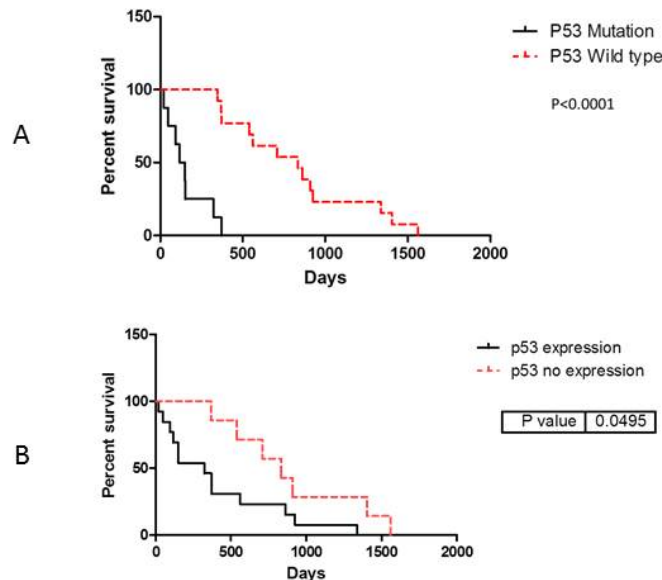 A
P53 Mutation
P53 Wild type
P<0.0001
150
100
50
0
Percent survival
0 500 1000 1500 2000
Days
B
p53 expression
p53 no expression
P value 0.0495
150
100
50
0
Percent survival
0 500 1000 1500 2000
Days